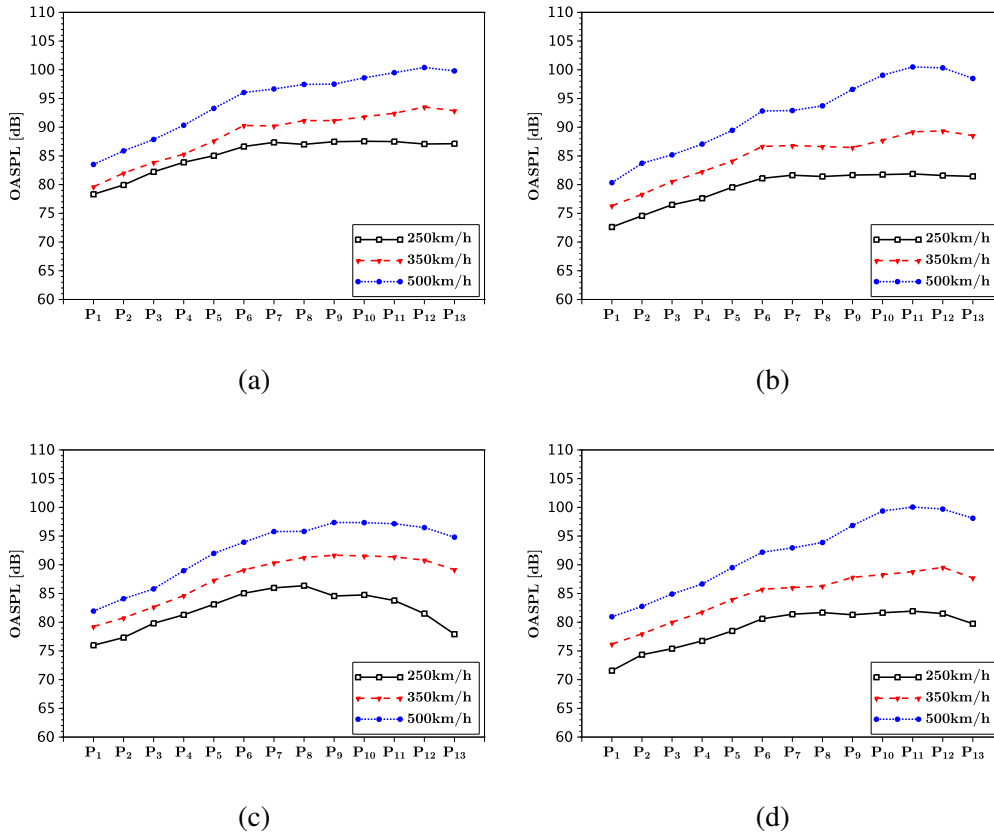 110
105
100
95
90
85
80
75
70
65
60
OASPL [dB]
P₁ P₂ P₃ P₄ P₅ P₆ P₇ P₈ P₉ P₁₀ P₁₁ P₁₂ P₁₃
250km/h
350km/h
500km/h
(a)
110
105
100
95
90
85
80
75
70
65
60
OASPL [dB]
P₁ P₂ P₃ P₄ P₅ P₆ P₇ P₈ P₉ P₁₀ P₁₁ P₁₂ P₁₃
250km/h
350km/h
500km/h
(b)
110
105
100
95
90
85
80
75
70
65
60
OASPL [dB]
P₁ P₂ P₃ P₄ P₅ P₆ P₇ P₈ P₉ P₁₀ P₁₁ P₁₂ P₁₃
250km/h
350km/h
500km/h
(c)
110
105
100
95
90
85
80
75
70
65
60
OASPL [dB]
P₁ P₂ P₃ P₄ P₅ P₆ P₇ P₈ P₉ P₁₀ P₁₁ P₁₂ P₁₃
250km/h
350km/h
500km/h
(d)